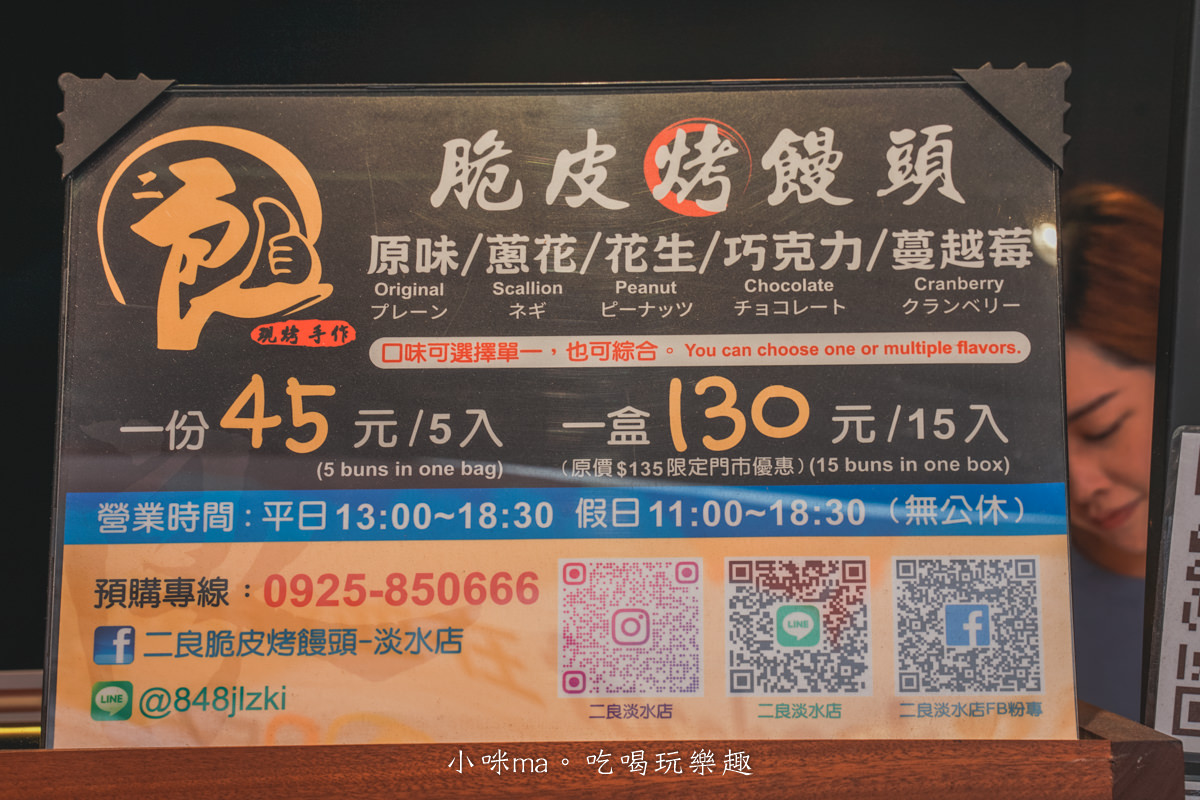 二良
現烤 手作
脆皮烤饅頭
原味/蔥花/花生/巧克力/蔓越莓
Original Scallion Peanut Chocolate Cranberry
プレーン ネギ ピーナッツ チョコレート クランベリー
口味可選擇單一，也可綜合。 You can choose one or multiple flavors.
一份45元/5入 一盒130元/15入
(5 buns in one bag) (原價$135限定門市優惠) (15 buns in one box)
營業時間：平日13:00~18:30 假日11:00~18:30（無公休）
預購專線：0925-850666
二良脆皮烤饅頭-淡水店
LINE @848jlzki
LINE
二良淡水店 二良淡水店 二良淡水店FB粉專
小咪ma。吃喝玩樂趣